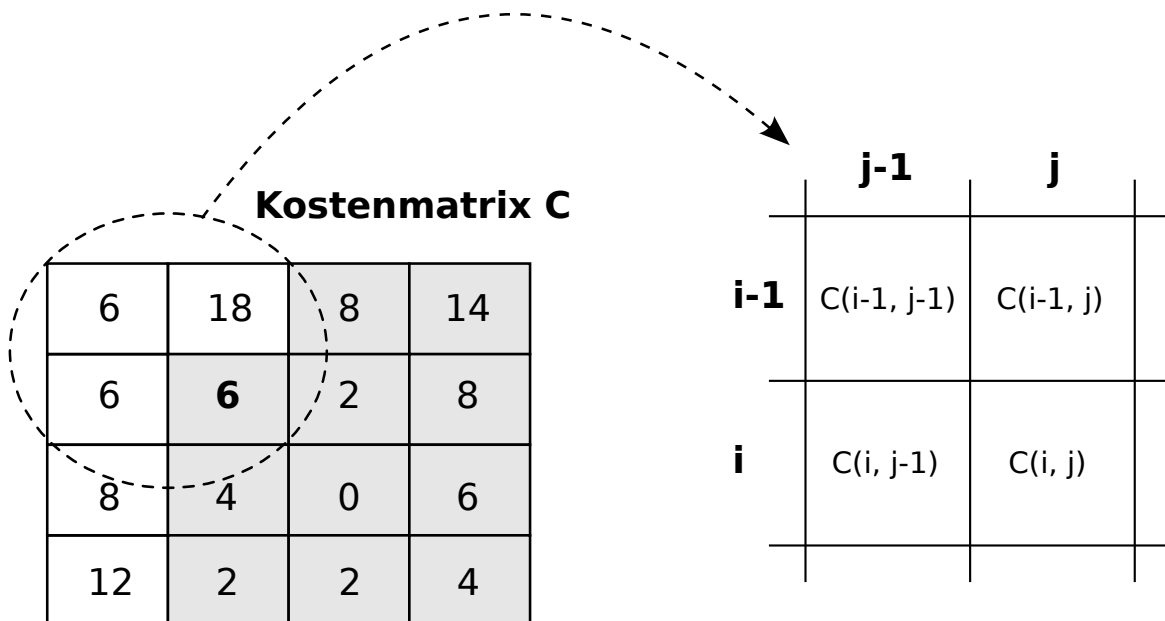 Kostenmatrix C
6 18 8 14
6 6 2 8
8 4 0 6
12 2 2 4
j-1 j
i-1 C(i-1, j-1) C(i-1, j)
i C(i, j-1) C(i, j)